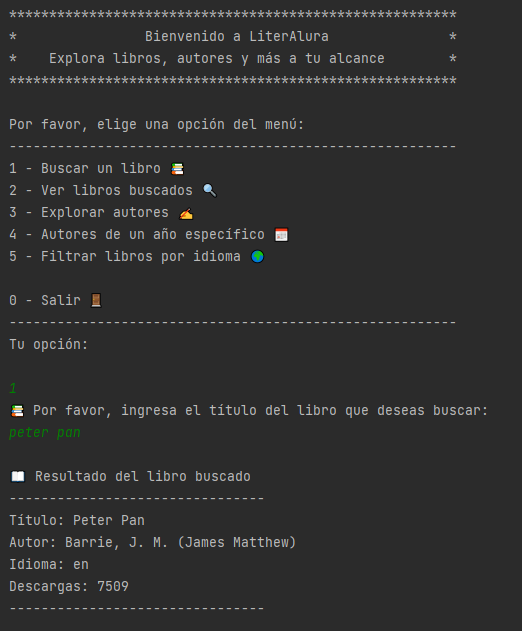 ********************************************************
*                Bienvenido a LiterAlura               *
*    Explora libros, autores y más a tu alcance        *
********************************************************
Por favor, elige una opción del menú:
--------------------------------------------------------
1 - Buscar un libro 📚
2 - Ver libros buscados 🔍
3 - Explorar autores ✍️
4 - Autores de un año específico 📅
5 - Filtrar libros por idioma 🌍
0 - Salir 🚪
--------------------------------------------------------
Tu opción:
1
📚 Por favor, ingresa el título del libro que deseas buscar:
peter pan
📖 Resultado del libro buscado
--------------------------------
Título: Peter Pan
Autor: Barrie, J. M. (James Matthew)
Idioma: en
Descargas: 7509
--------------------------------